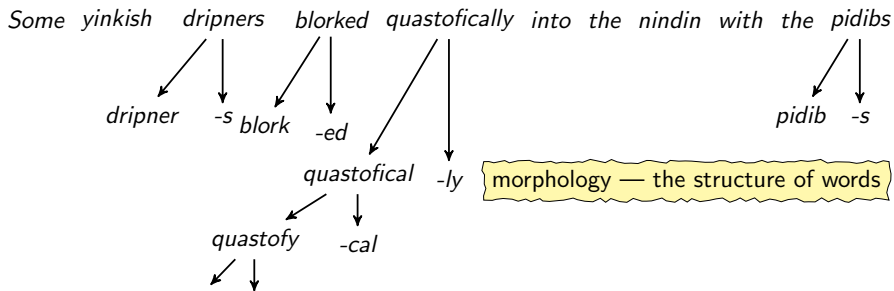 Some yinkish dripners blorked quastofically into the nindin with the pidibs
dripner -s blork -ed pidib -s
quastofical -ly morphology — the structure of words
quastofy -cal